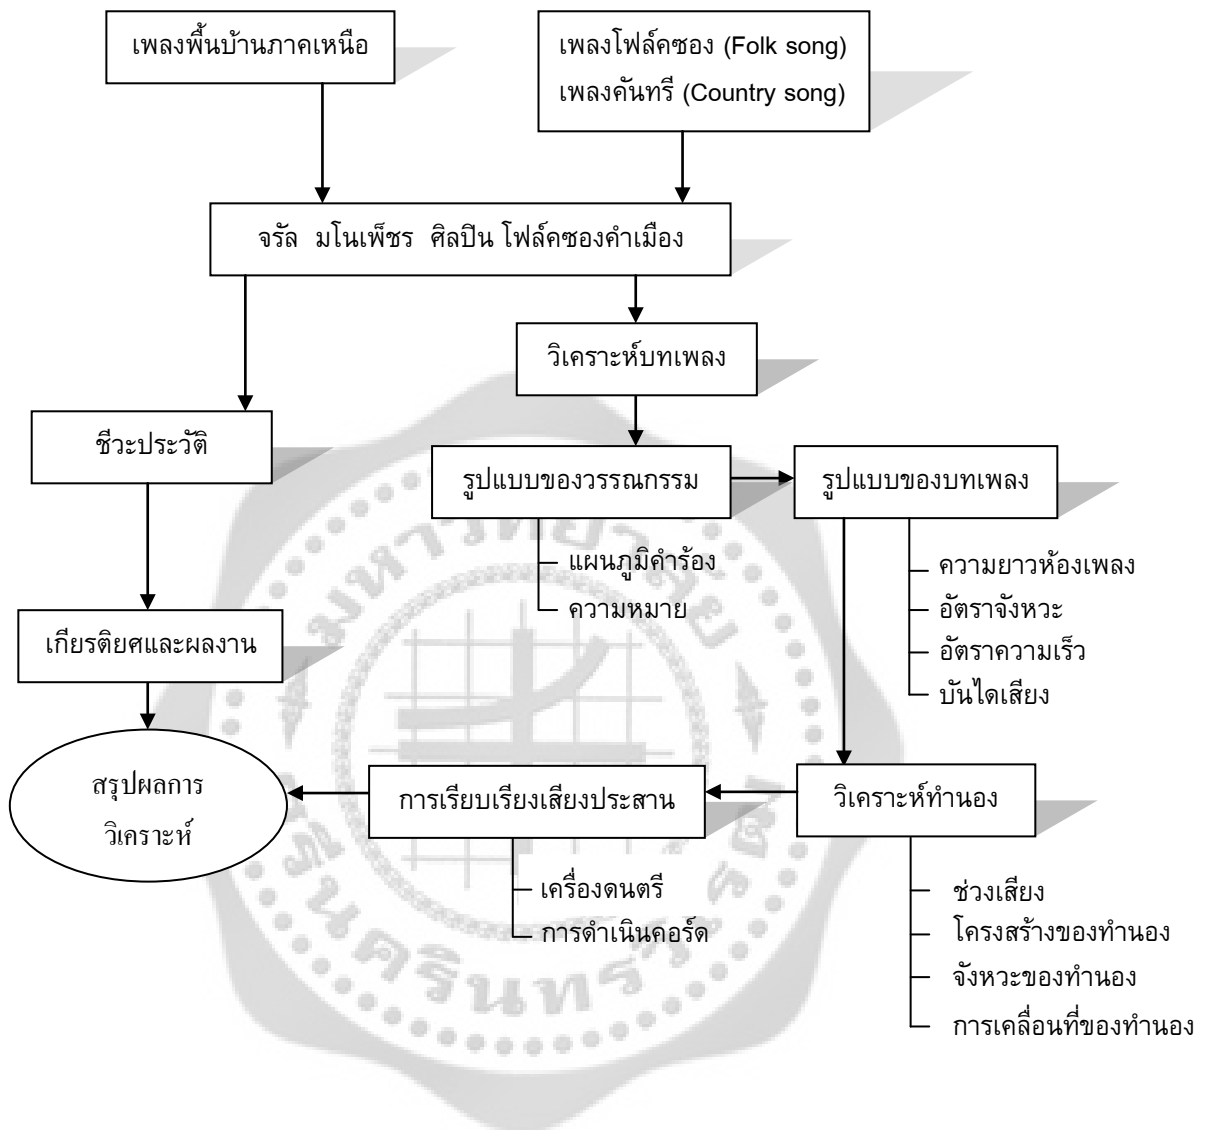 เพลงพื้นบ้านภาคเหนือ
เพลงโฟล์คซอง (Folk song)
เพลงคันทรี (Country song)
จรัล มโนเพ็ชร ศิลปิน โฟล์คซองคำเมือง
วิเคราะห์บทเพลง
ชีวะประวัติ
รูปแบบของวรรณกรรม
รูปแบบของบทเพลง
แผนภูมิคำร้อง
ความหมาย
ความยาวห้องเพลง
อัตราจังหวะ
อัตราความเร็ว
บันไดเสียง
เกียรติยศและผลงาน
สรุปผลการ
วิเคราะห์
การเรียบเรียงเสียงประสาน
วิเคราะห์ทำนอง
เครื่องดนตรี
การดำเนินคอร์ด
ช่วงเสียง
โครงสร้างของทำนอง
จังหวะของทำนอง
การเคลื่อนที่ของทำนอง